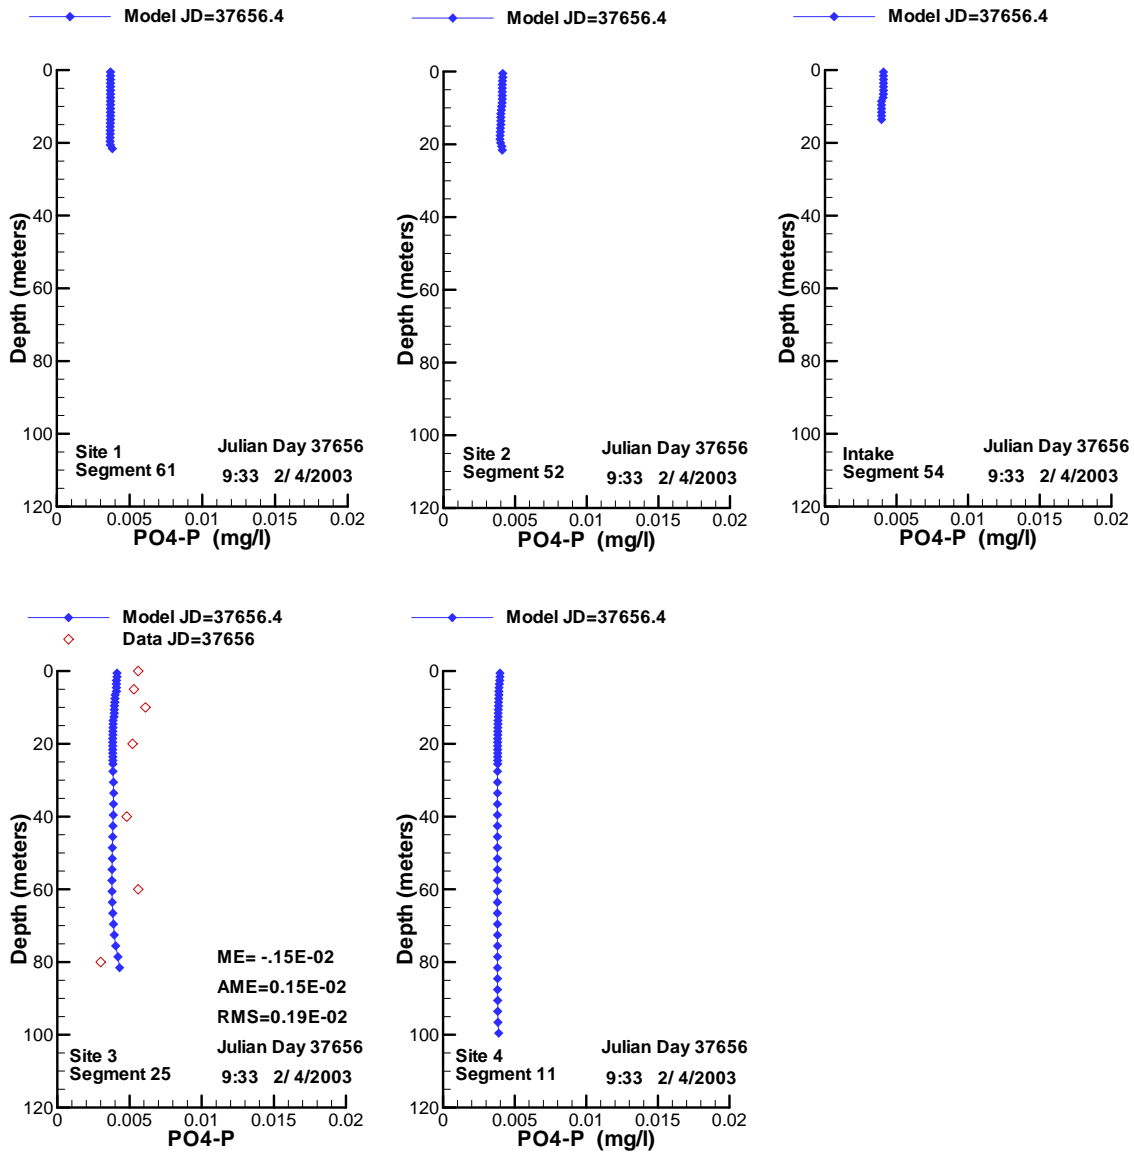 Model JD=37656.4
0
20
40
60
80
100
120
Depth (meters)
Site 1
Segment 61
Julian Day 37656
9:33 2/ 4/2003
0 0.005 0.01 0.015 0.02
PO4-P (mg/l)
Model JD=37656.4
0
20
40
60
80
100
120
Depth (meters)
Site 2
Segment 52
Julian Day 37656
9:33 2/ 4/2003
0 0.005 0.01 0.015 0.02
PO4-P (mg/l)
Model JD=37656.4
0
20
40
60
80
100
120
Depth (meters)
Intake
Segment 54
Julian Day 37656
9:33 2/ 4/2003
0 0.005 0.01 0.015 0.02
PO4-P (mg/l)
Model JD=37656.4
Data JD=37656
0
20
40
60
80
100
120
Depth (meters)
ME= -.15E-02
AME=0.15E-02
RMS=0.19E-02
Site 3
Segment 25
Julian Day 37656
9:33 2/ 4/2003
0 0.005 0.01 0.015 0.02
PO4-P
Model JD=37656.4
0
20
40
60
80
100
120
Depth (meters)
Site 4
Segment 11
Julian Day 37656
9:33 2/ 4/2003
0 0.005 0.01 0.015 0.02
PO4-P (mg/l)